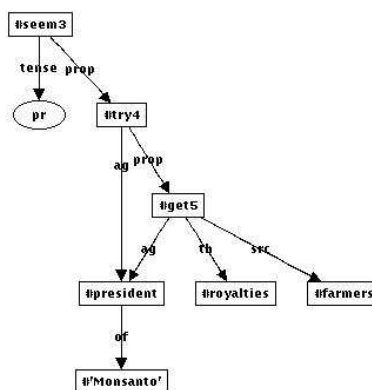 #seem3
tense prop
pr #try4
ag prop
#get5
ag th src
#president #royalties #farmers
of
#'Monsanto'